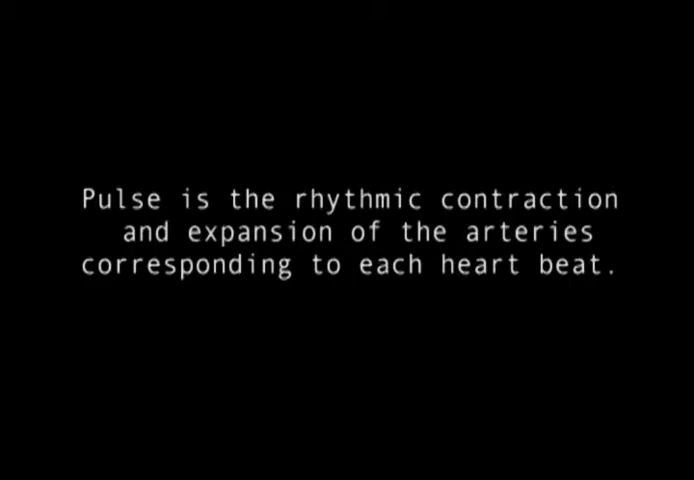 Pulse is the rhythmic contraction
and expansion of the arteries
corresponding to each heart beat.